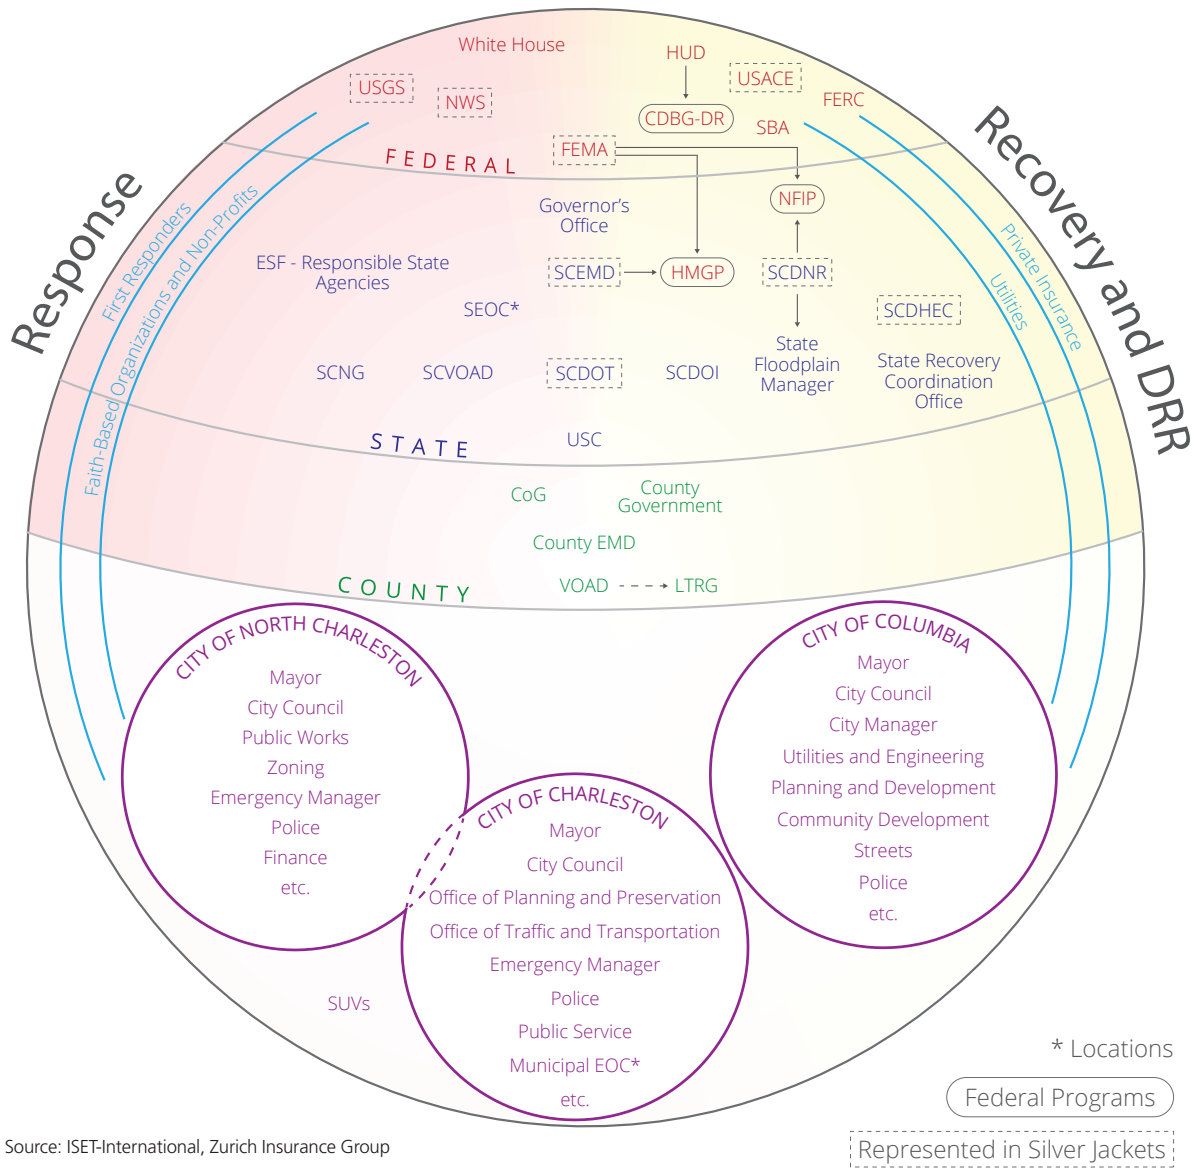 White House
HUD
USGS
USACE
NWS
FERC
CDBG-DR
SBA
FEMA
FEDERAL
Response
Recovery and DRR
First Responders
Faith-Based Organizations and Non-Profits
Private Insurance
Utilities
NFIP
Governor's
Office
ESF - Responsible State
Agencies
SCEMD
HMGP
SCDNR
SEOC*
SCDHEC
State
Floodplain
Manager
SCNG
SCVOAD
SCDOT
SCDOI
State Recovery
Coordination
Office
STATE
USC
CoG
County
Government
County EMD
COUNTY
VOAD
LTRG
CITY OF NORTH CHARLESTON
Mayor
City Council
Public Works
Zoning
Emergency Manager
Police
Finance
etc.
CITY OF COLUMBIA
Mayor
City Council
City Manager
Utilities and Engineering
Planning and Development
Community Development
Streets
Police
etc.
CITY OF CHARLESTON
Mayor
City Council
Office of Planning and Preservation
Office of Traffic and Transportation
Emergency Manager
Police
Public Service
Municipal EOC*
etc.
SUVs
* Locations
Federal Programs
Represented in Silver Jackets
Source: ISET-International, Zurich Insurance Group